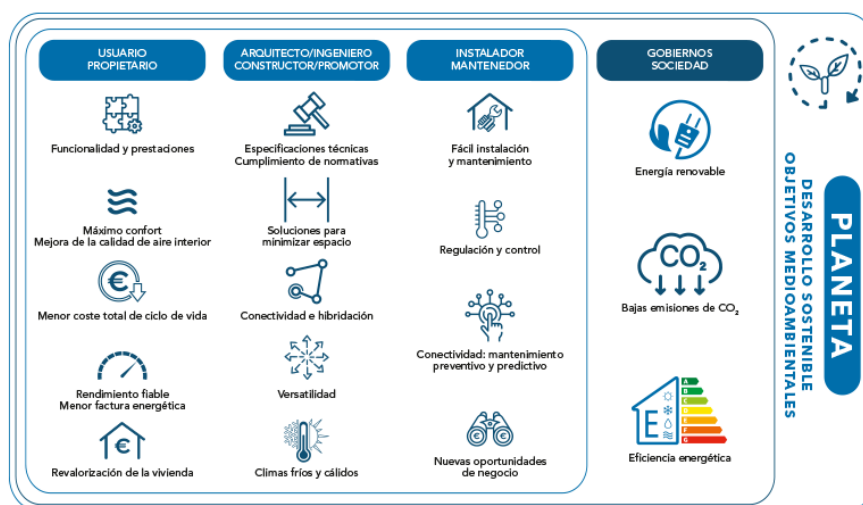 USUARIO
PROPIETARIO
Funcionalidad y prestaciones
Máximo confort
Mejora de la calidad de aire interior
€
Menor coste total de ciclo de vida
Rendimiento fiable
Menor factura energética
€
Revalorización de la vivienda
ARQUITECTO/INGENIERO
CONSTRUCTOR/PROMOTOR
Especificaciones técnicas
Cumplimiento de normativas
Soluciones para
minimizar espacio
Conectividad e hibridación
Versatilidad
Climas fríos y cálidos
INSTALADOR
MANTENEDOR
Fácil instalación
y mantenimiento
Regulación y control
Conectividad: mantenimiento
preventivo y predictivo
€ €
Nuevas oportunidades
de negocio
GOBIERNOS
SOCIEDAD
Energía renovable
CO₂
Bajas emisiones de CO₂
E
A
B
C
D
E
F
G
Eficiencia energética
PLANETA
DESARROLLO SOSTENIBLE
OBJETIVOS MEDIOAMBIENTALES